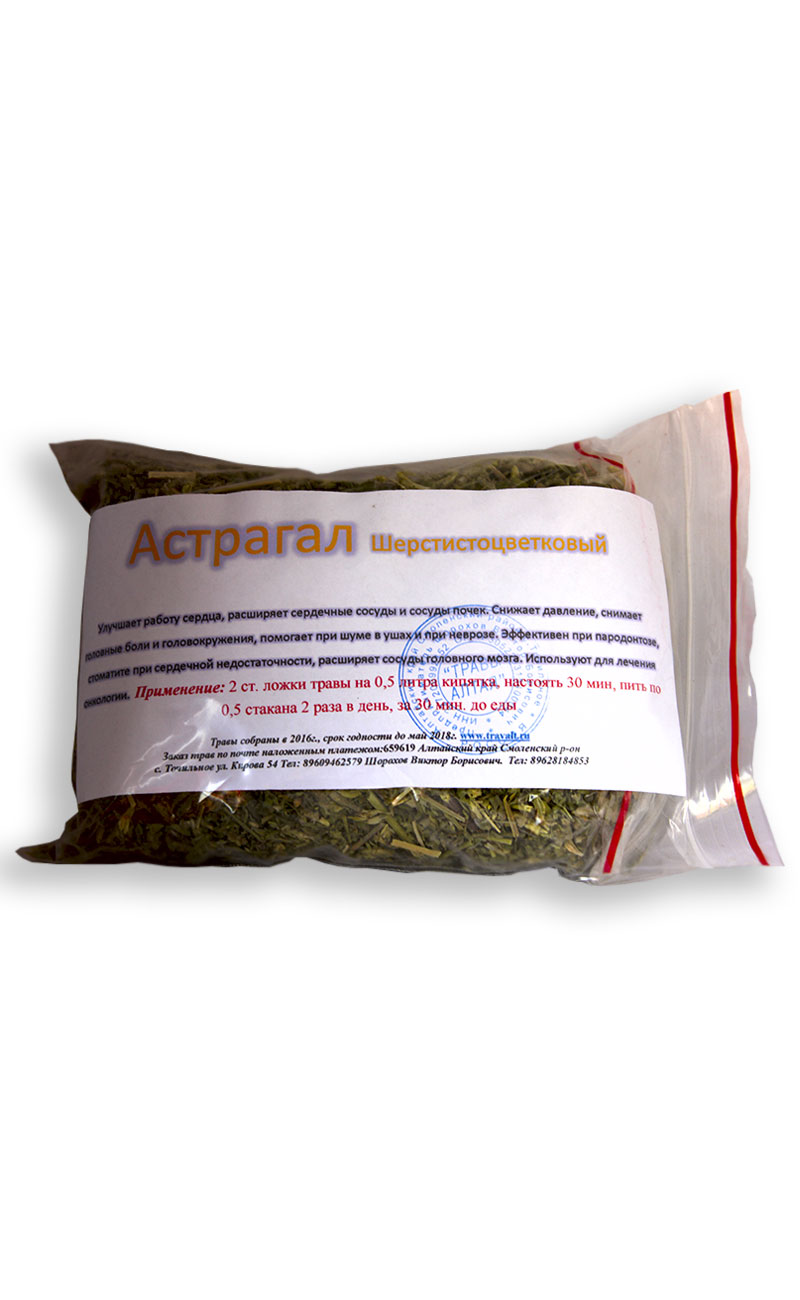 Астрагал Шерстистоцветковый
Улучшает работу сердца, расширяет сердечные сосуды и сосуды почек. Снижает давление, снимает
головные боли и головокружения, помогает при шуме в ушах и при неврозе. Эффективен при пародонтозе,
стоматите при сердечной недостаточности, расширяет сосуды головного мозга. Используют для лечения
онкологии. Применение: 2 ст. ложки травы на 0,5 литра кипятка, настоять 30 мин, пить по
0,5 стакана 2 раза в день, за 30 мин. до еды
Травы собраны в 2016г., срок годности до май 2018г. www.travalt.ru
Заказ трав по почте наложенным платежом:659619 Алтайский край Смоленский р-он
с. Точильное ул. Кирова 54 Тел: 89609462579 Шорохов Виктор Борисович. Тел: 89628184853
"ТРАВЫ
АЛТАЯ"